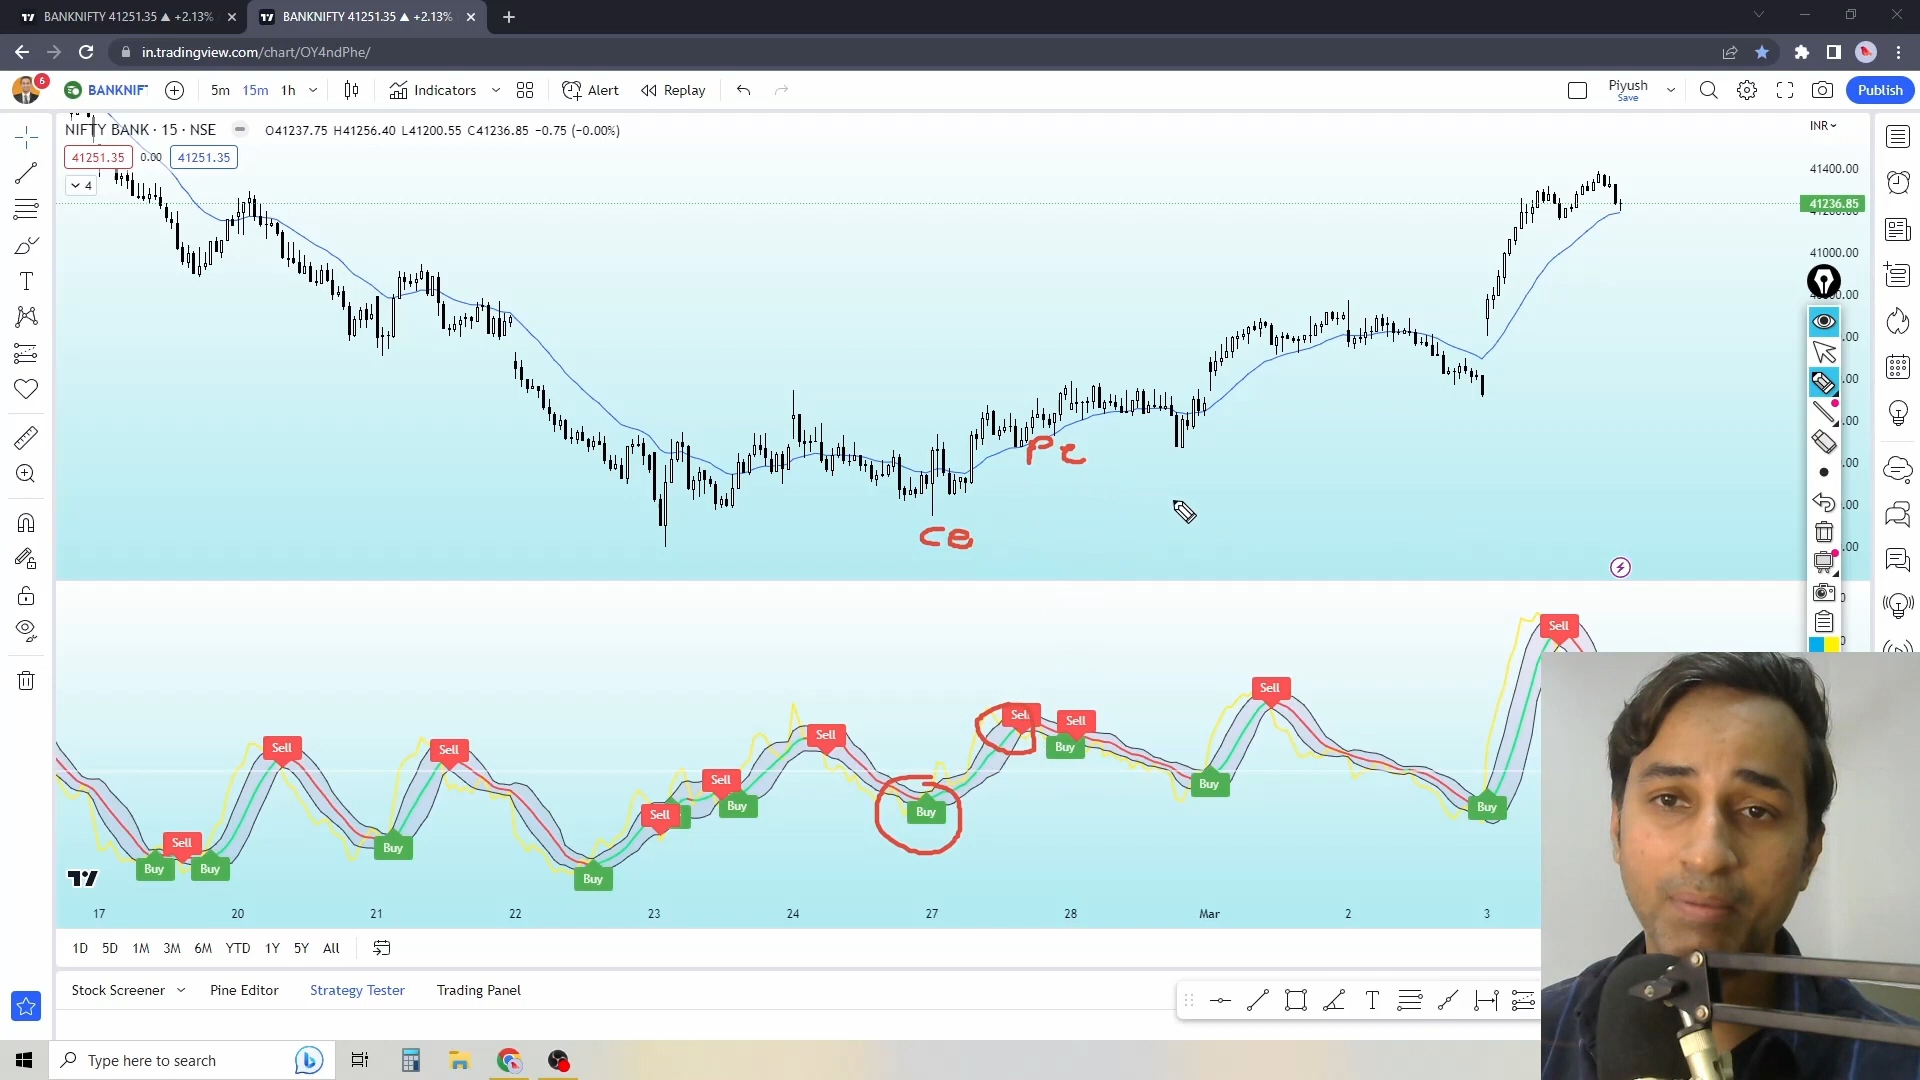 BANKNIFTY 41251.35 ▲ +2.13%
BANKNIFTY 41251.35 ▲ +2.13%
in.tradingview.com/chart/OY4ndPhe/
6
BANKNIF
5m 15m 1h
Indicators
Alert
Replay
Piyush
Save
Publish
NIFTY BANK · 15 · NSE
O41237.75 H41256.40 L41200.55 C41236.85 −0.75 (−0.00%)
INR
41251.35 0.00 41251.35
4
41400.00
41236.85
41000.00
Pe
Ce
Sell
Sell Sell
Sell Sell Sell
Buy
Sell
Buy
Buy Buy
Sell Buy
Buy
Sell
Buy Buy
Buy
17 20 21 22 23 24 27 28 Mar 2 3
1D 5D 1M 3M 6M YTD 1Y 5Y All
Stock Screener Pine Editor Strategy Tester Trading Panel
Type here to search